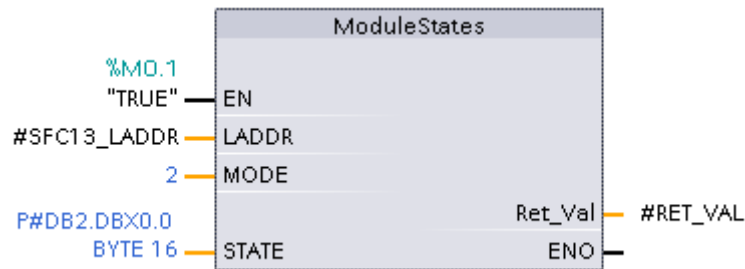 ModuleStates
%M0.1
"TRUE" EN
#SFC13_LADDR LADDR
2 MODE
Ret_Val #RET_VAL
P#DB2.DBX0.0
BYTE 16 STATE ENO